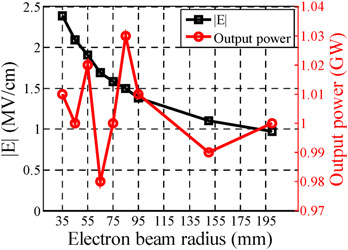 2.5
2
1.5
1
0.5
0
|E| (MV/cm)
|E|
Output power
1.04
1.03
1.02
1.01
1
0.99
0.98
0.97
Output power (GW)
35 55 75 95 115 135 155 175 195
Electron beam radius (mm)